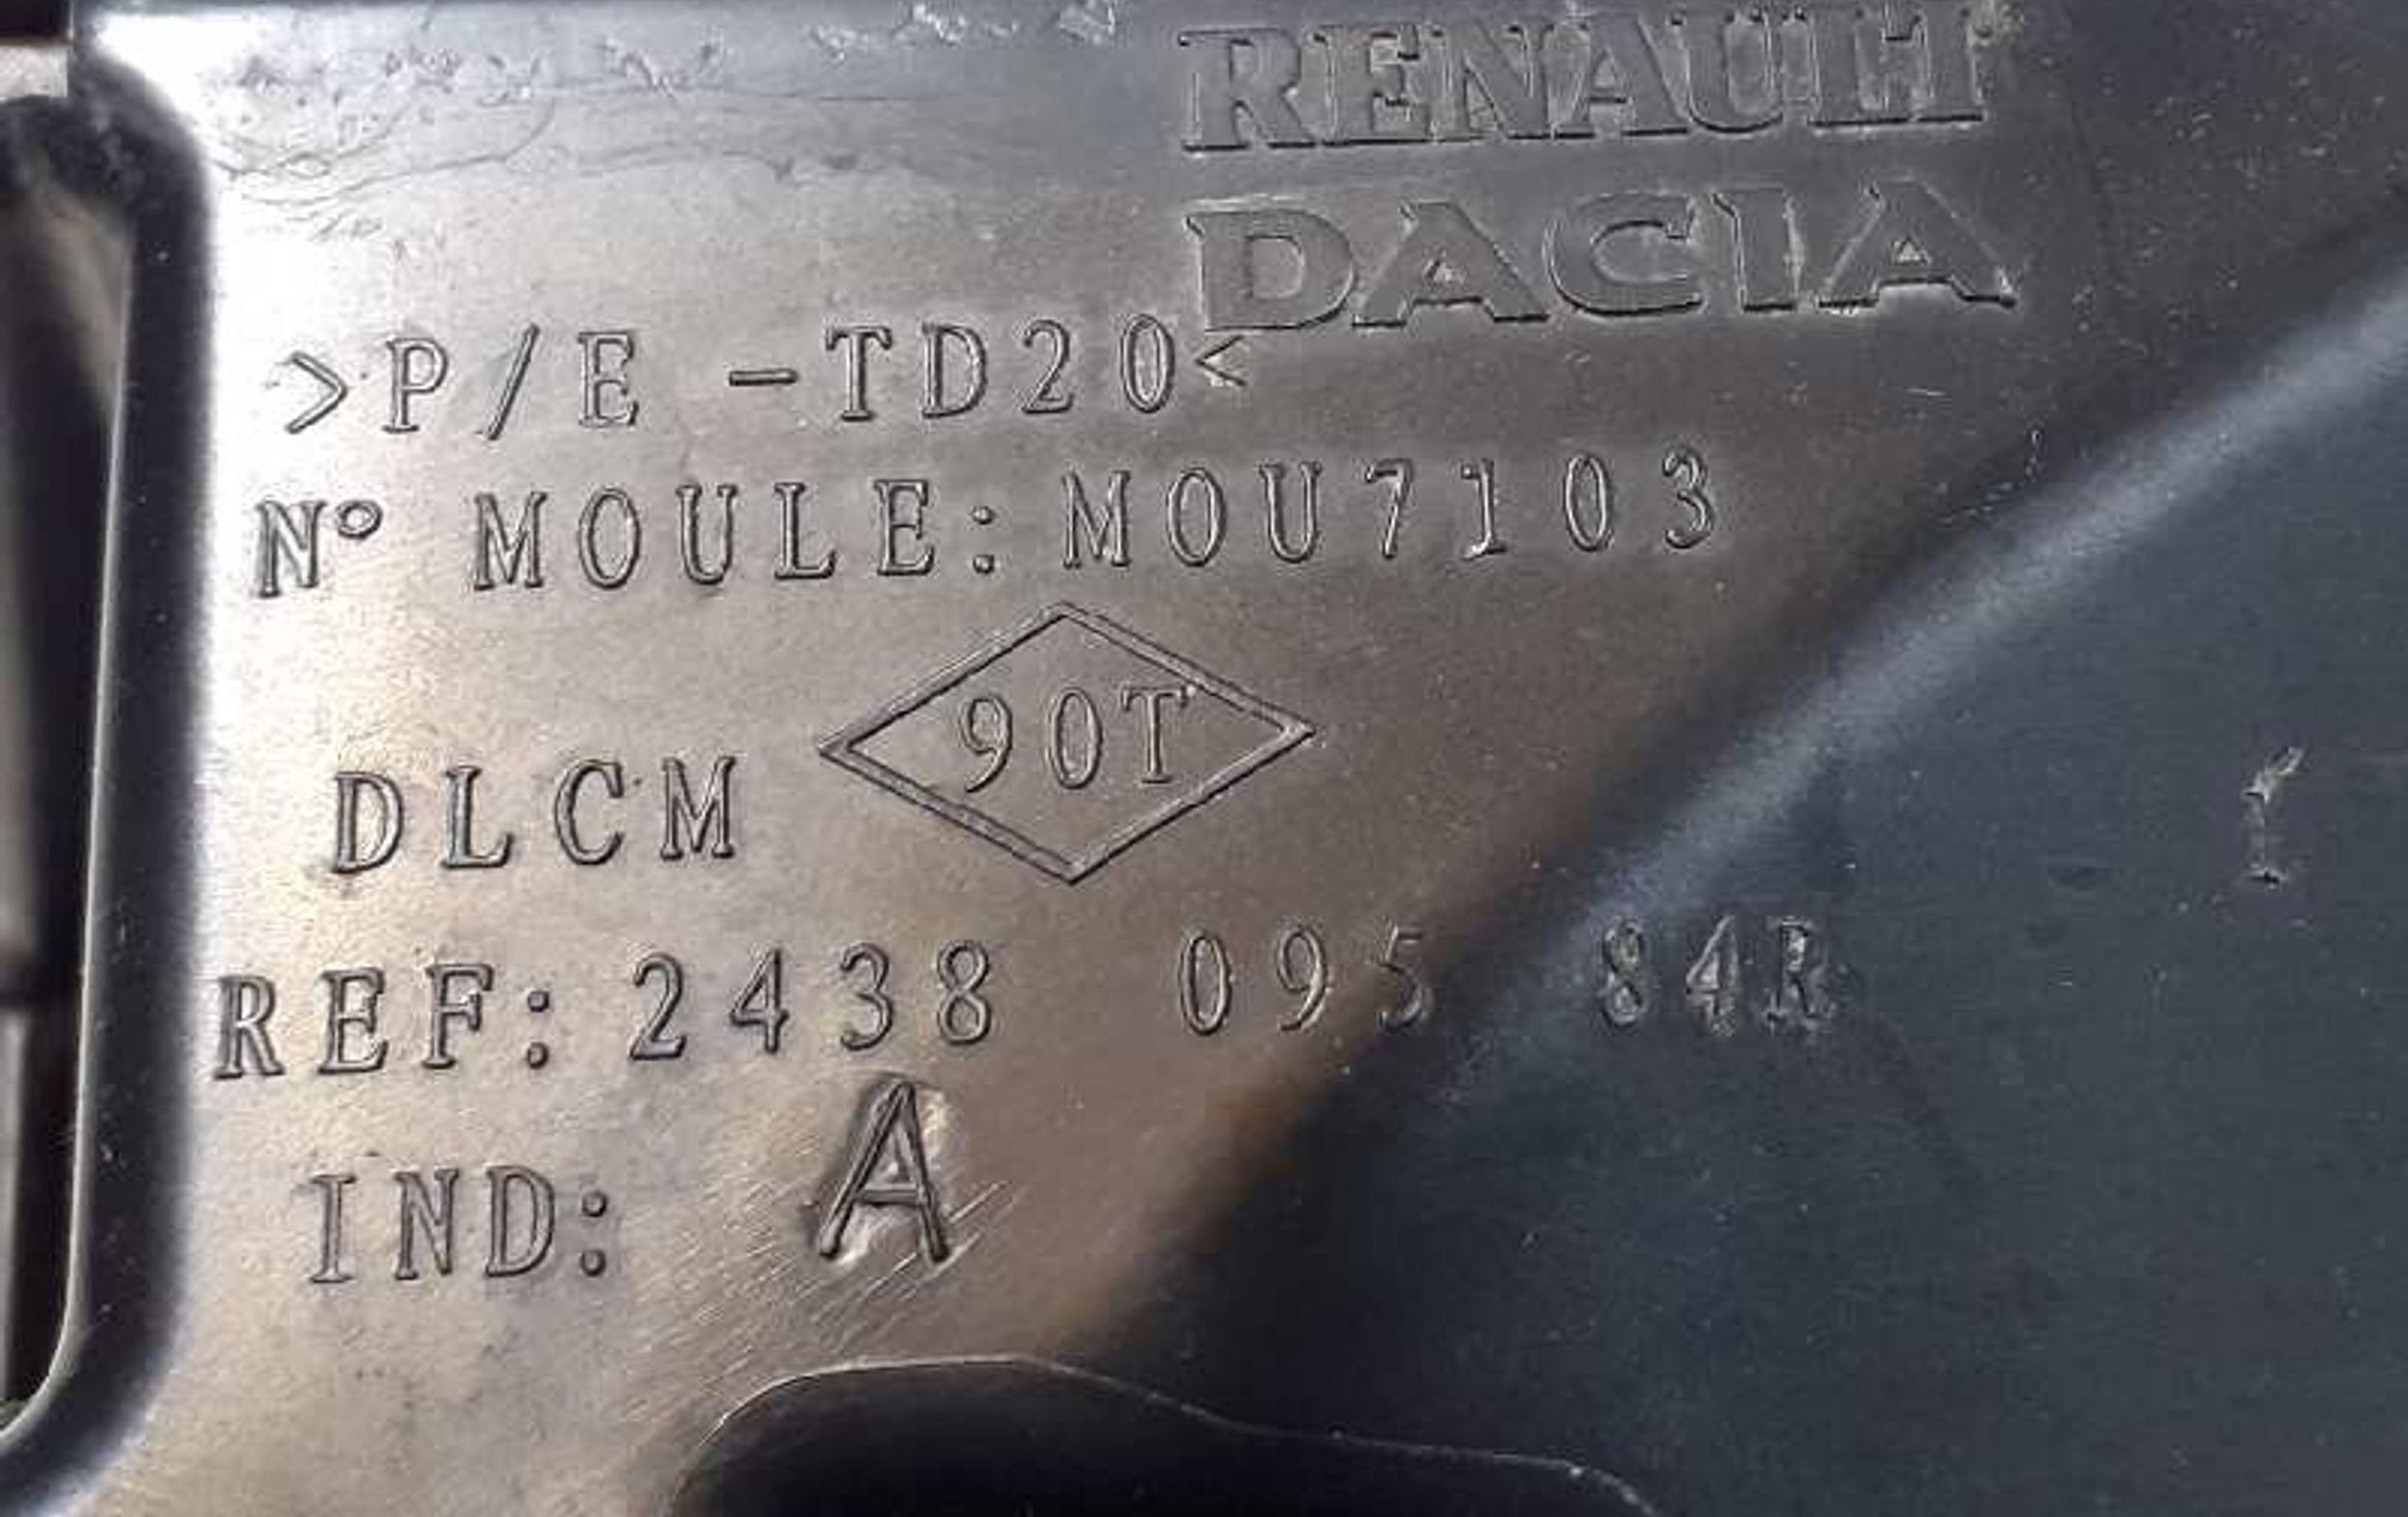 RENAULT
DACIA
>P/E -TD20<
N° MOULE: MOU7103
90T
DLCM
REF: 2438 095 84R
IND: A